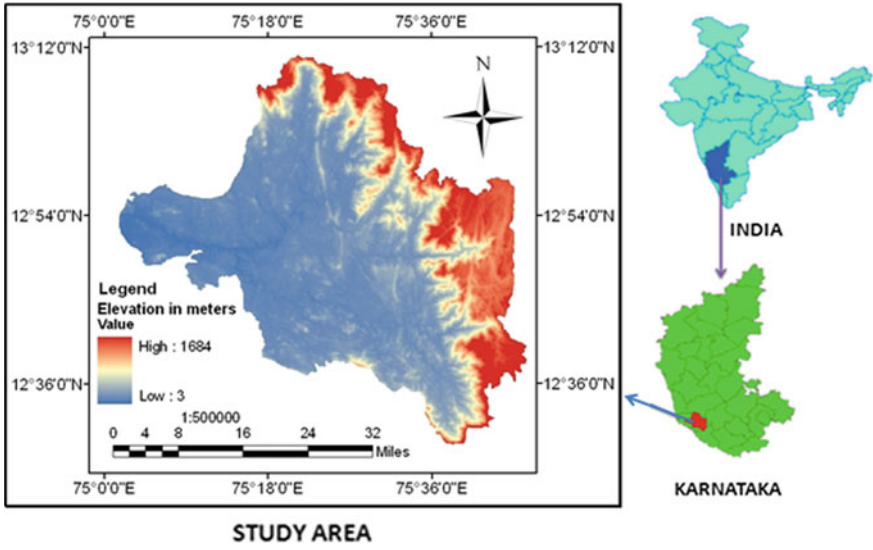 75°0'0"E 75°18'0"E 75°36'0"E
13°12'0"N 13°12'0"N
N
12°54'0"N 12°54'0"N
INDIA
Legend
Elevation in meters
Value
High : 1684
Low : 3
12°36'0"N 12°36'0"N
1:500000
0 4 8 16 24 32
Miles
75°0'0"E 75°18'0"E 75°36'0"E
KARNATAKA
STUDY AREA